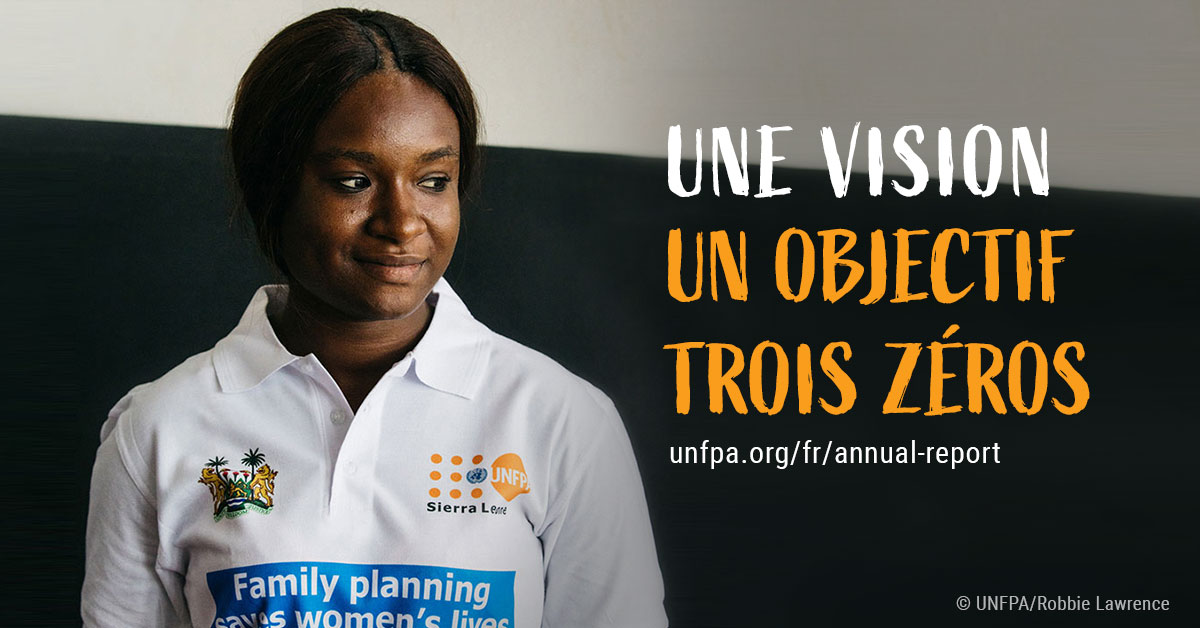 UNE VISION
UN OBJECTIF
TROIS ZÉROS
unfpa.org/fr/annual-report
UNFPA
Sierra Leone
Family planning
saves women's lives
© UNFPA/Robbie Lawrence